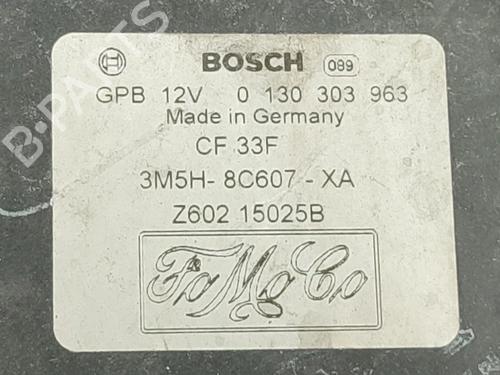 BOSCH 089
GPB 12V 0 130 303 963
Made in Germany
CF 33F
3M5H- 8C607 - XA
Z602 15025B
FoMoCo
B-PARTS